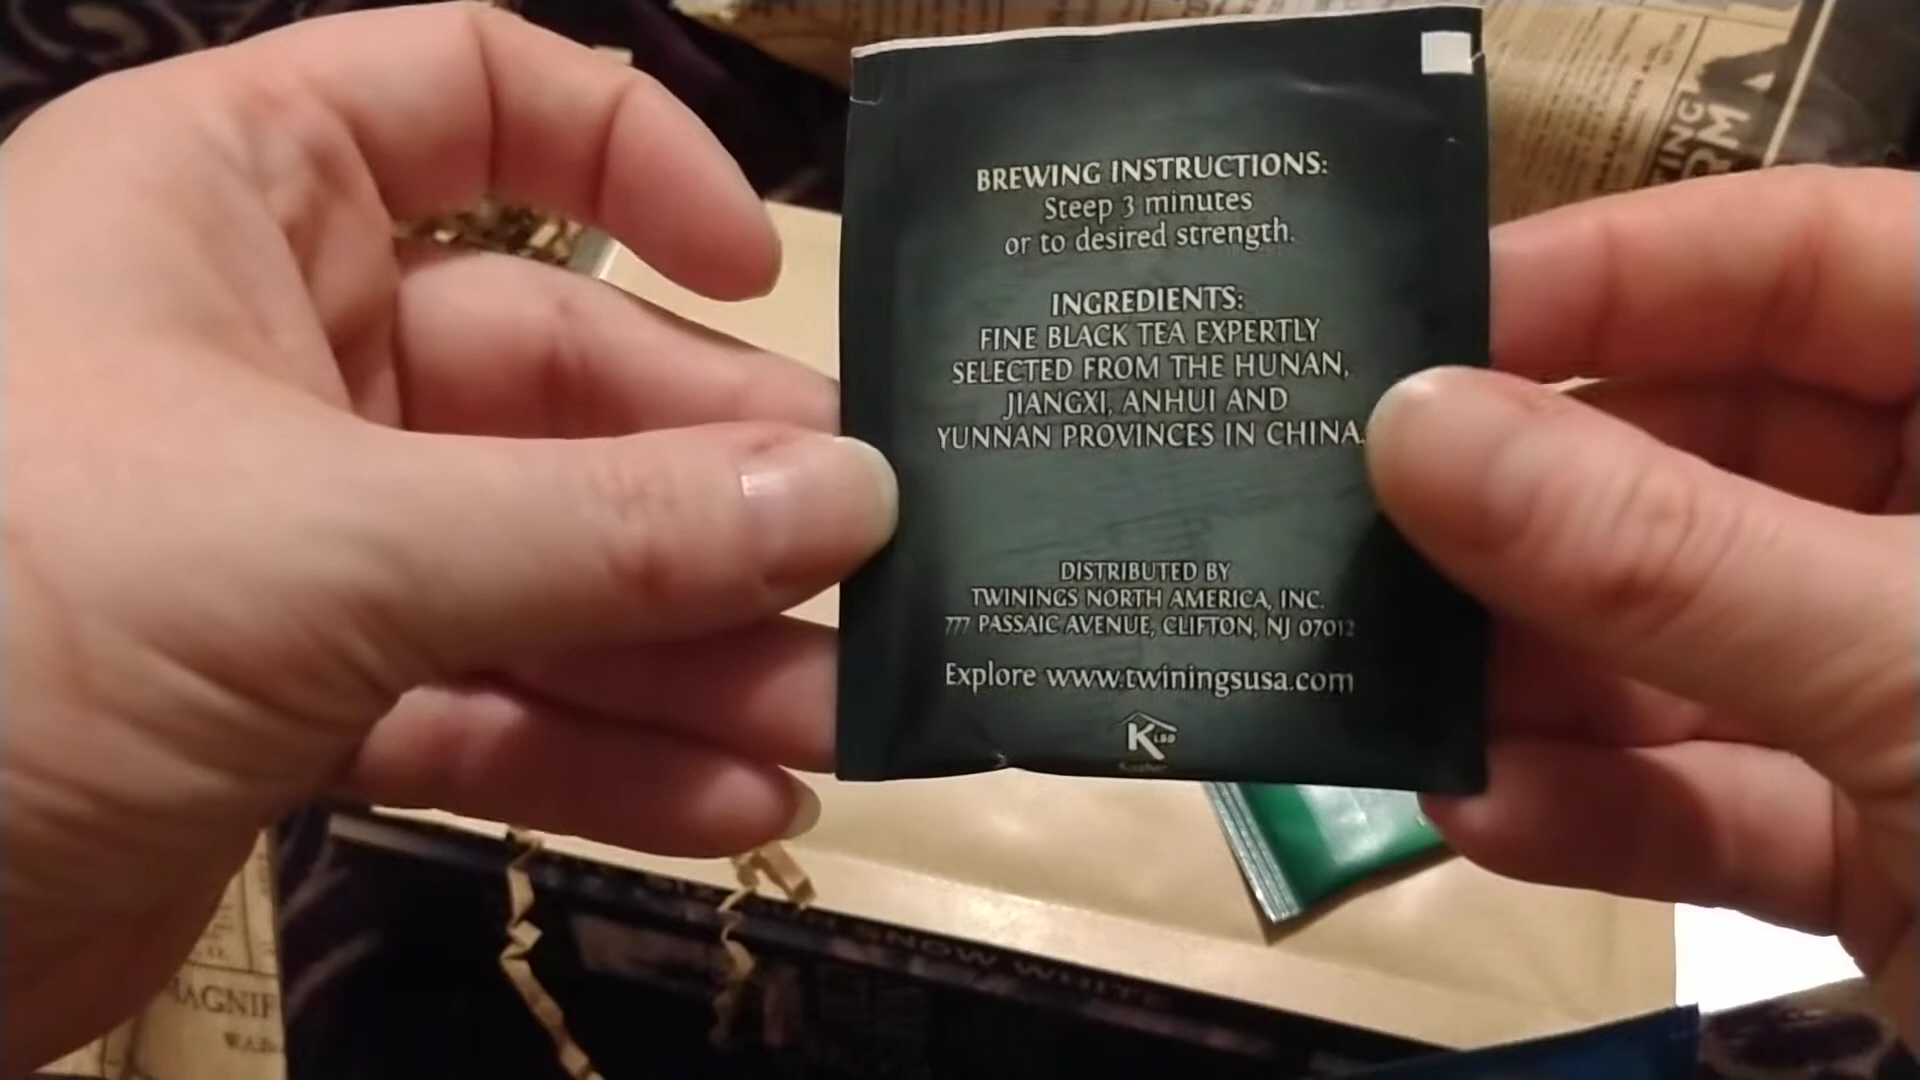 BREWING INSTRUCTIONS:
Steep 3 minutes
or to desired strength.
INGREDIENTS:
FINE BLACK TEA EXPERTLY
SELECTED FROM THE HUNAN,
JIANGXI, ANHUI AND
YUNNAN PROVINCES IN CHINA.
DISTRIBUTED BY
TWININGS NORTH AMERICA, INC.
777 PASSAIC AVENUE, CLIFTON, NJ 07012
Explore www.twiningsusa.com
K
SNOW WHITE